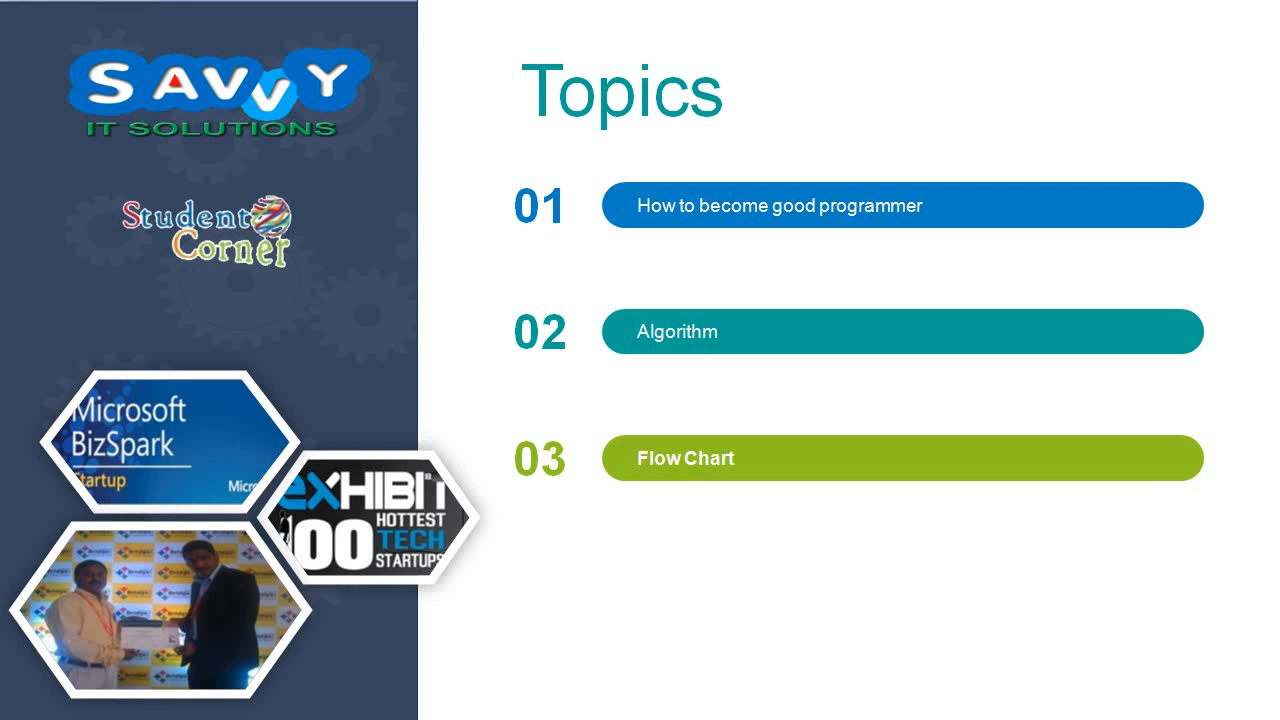 SAVVY
IT SOLUTIONS
Student
Corner
Microsoft
BizSpark
Startup
Micro
EXHIBIT
100
HOTTEST
TECH
STARTUPS
Topics
01
How to become good programmer
02
Algorithm
03
Flow Chart